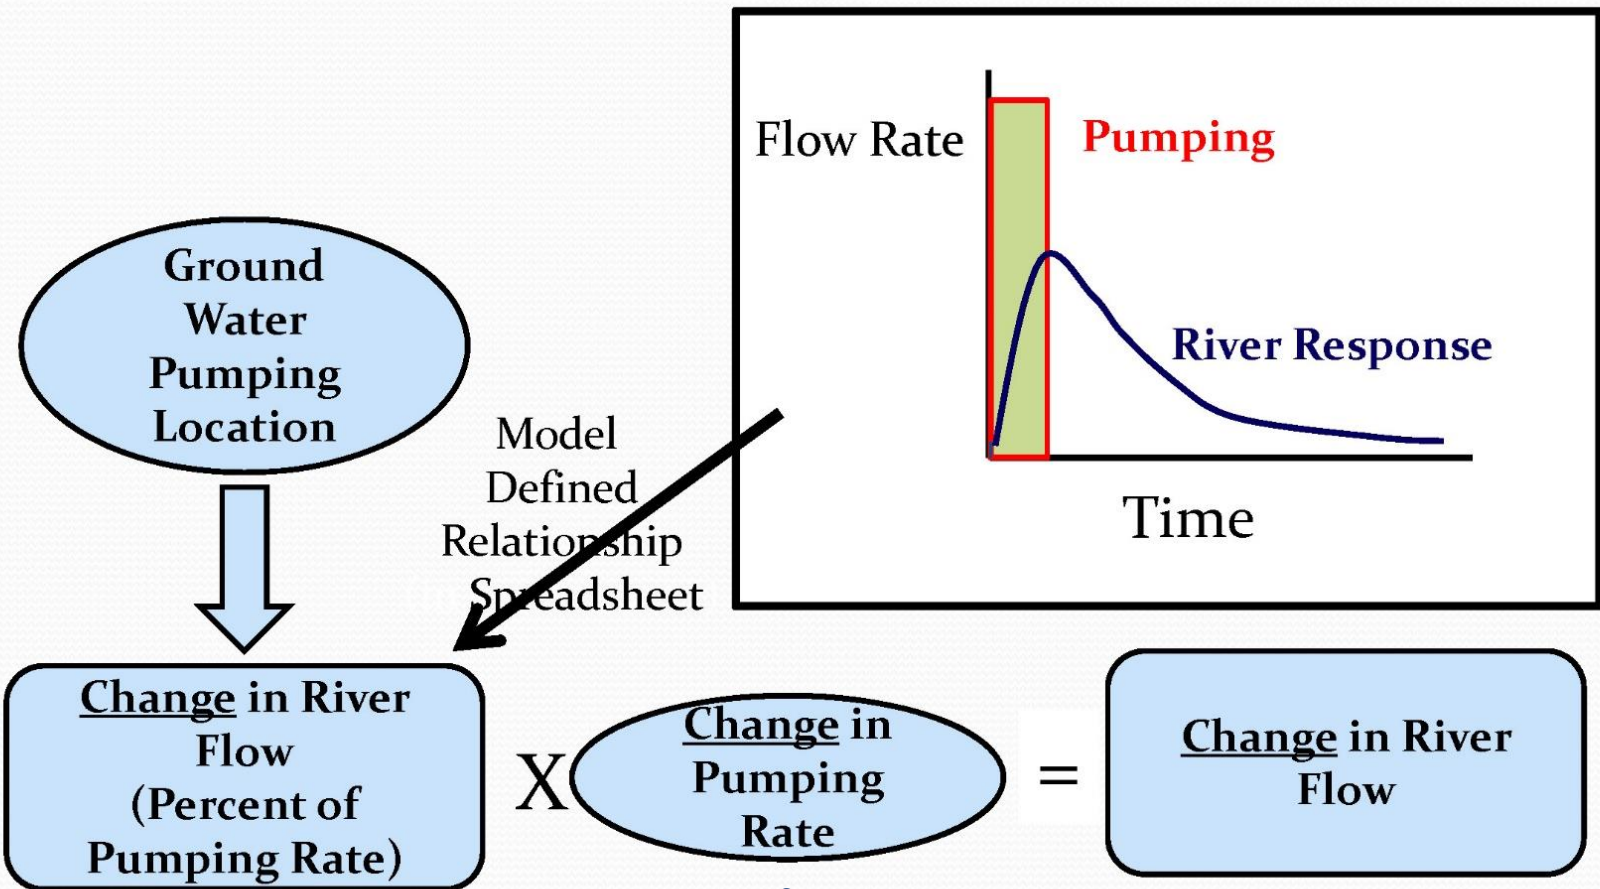 Flow Rate
Pumping
River Response
Time
Ground
Water
Pumping
Location
Model
Defined
Relationship
Spreadsheet
Change in River
Flow
(Percent of
Pumping Rate)
X
Change in
Pumping
Rate
=
Change in River
Flow